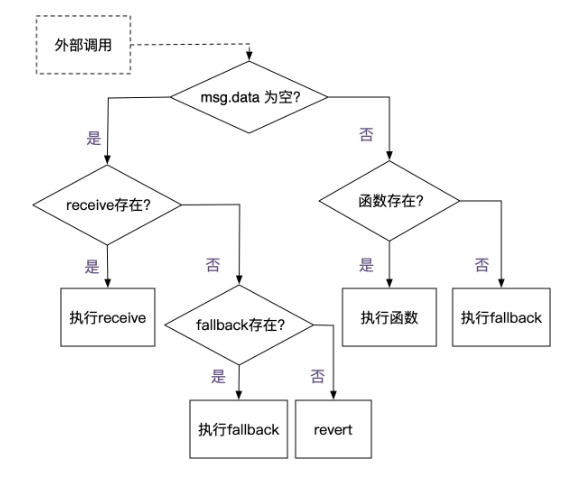 外部调用
msg.data 为空?
是
否
receive存在?
函数存在?
是
否
是
否
执行receive
fallback存在?
执行函数
执行fallback
是
否
执行fallback
revert